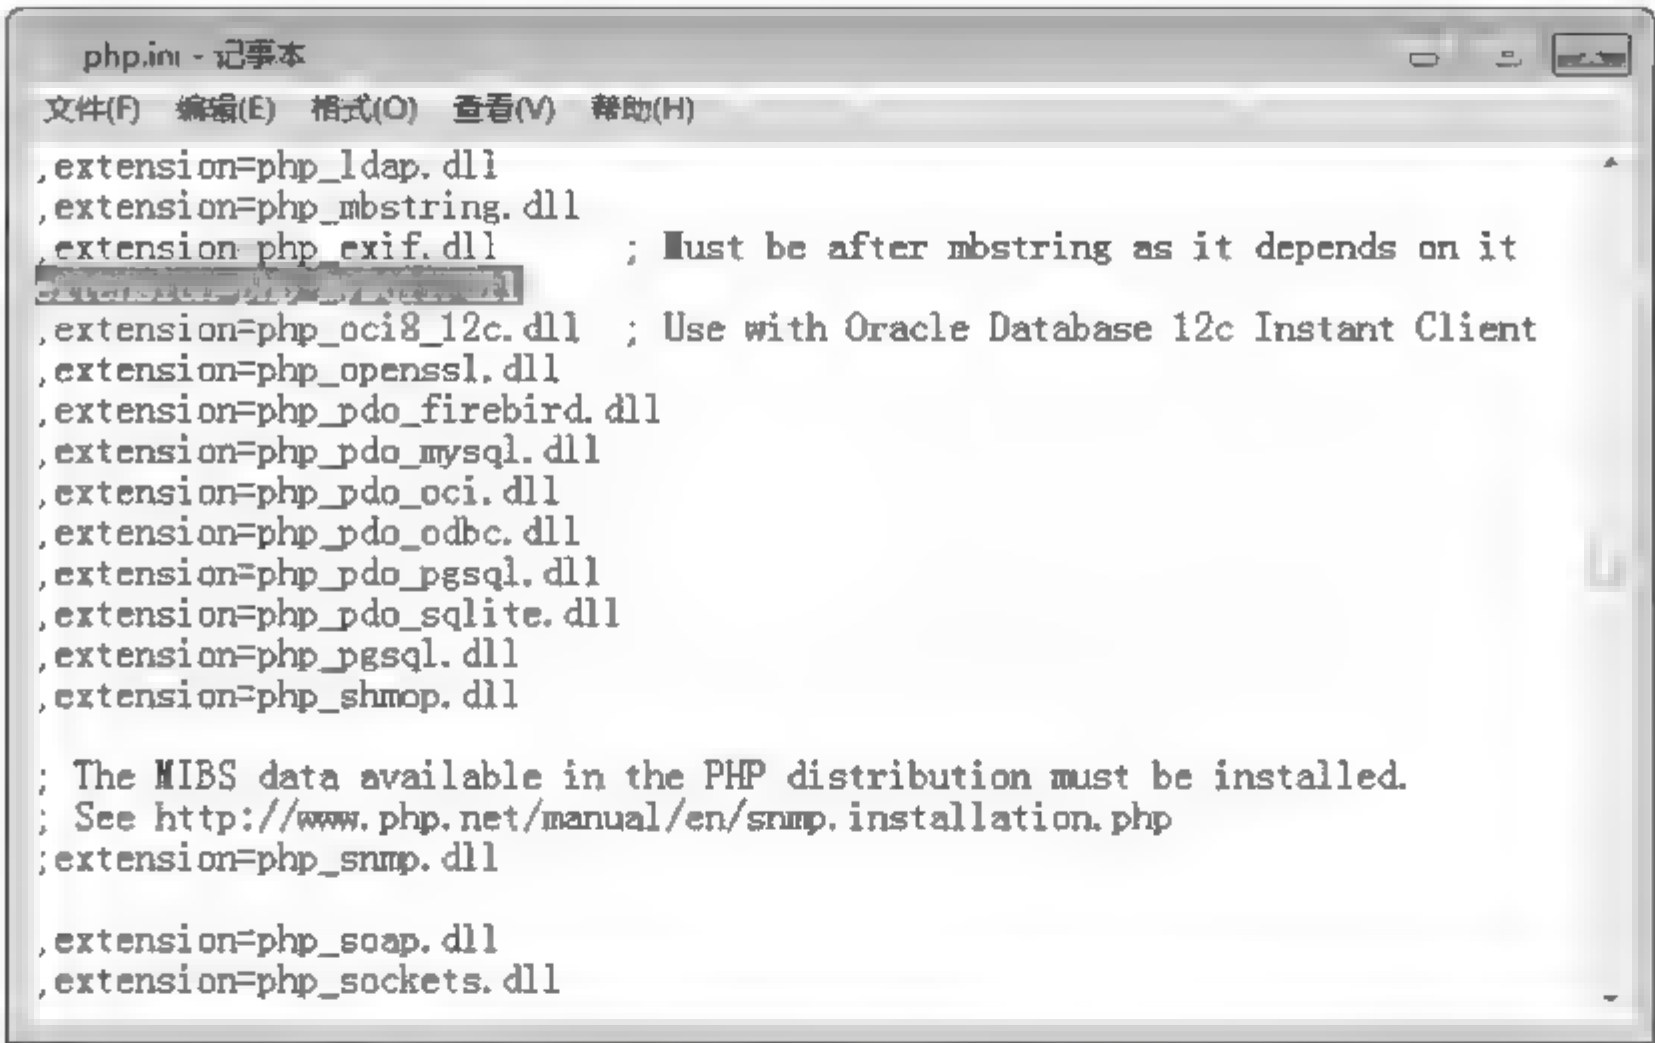 php.ini - 记事本
文件(F) 编辑(E) 格式(O) 查看(V) 帮助(H)
;extension=php_ldap.dll
;extension=php_mbstring.dll
;extension=php_exif.dll ; Must be after mbstring as it depends on it
;extension=php_oci8_12c.dll ; Use with Oracle Database 12c Instant Client
;extension=php_openssl.dll
;extension=php_pdo_firebird.dll
;extension=php_pdo_mysql.dll
;extension=php_pdo_oci.dll
;extension=php_pdo_odbc.dll
;extension=php_pdo_pgsql.dll
;extension=php_pdo_sqlite.dll
;extension=php_pgsql.dll
;extension=php_shmop.dll
; The MIBS data available in the PHP distribution must be installed.
; See http://www.php.net/manual/en/snmp.installation.php
;extension=php_snmp.dll
;extension=php_soap.dll
;extension=php_sockets.dll